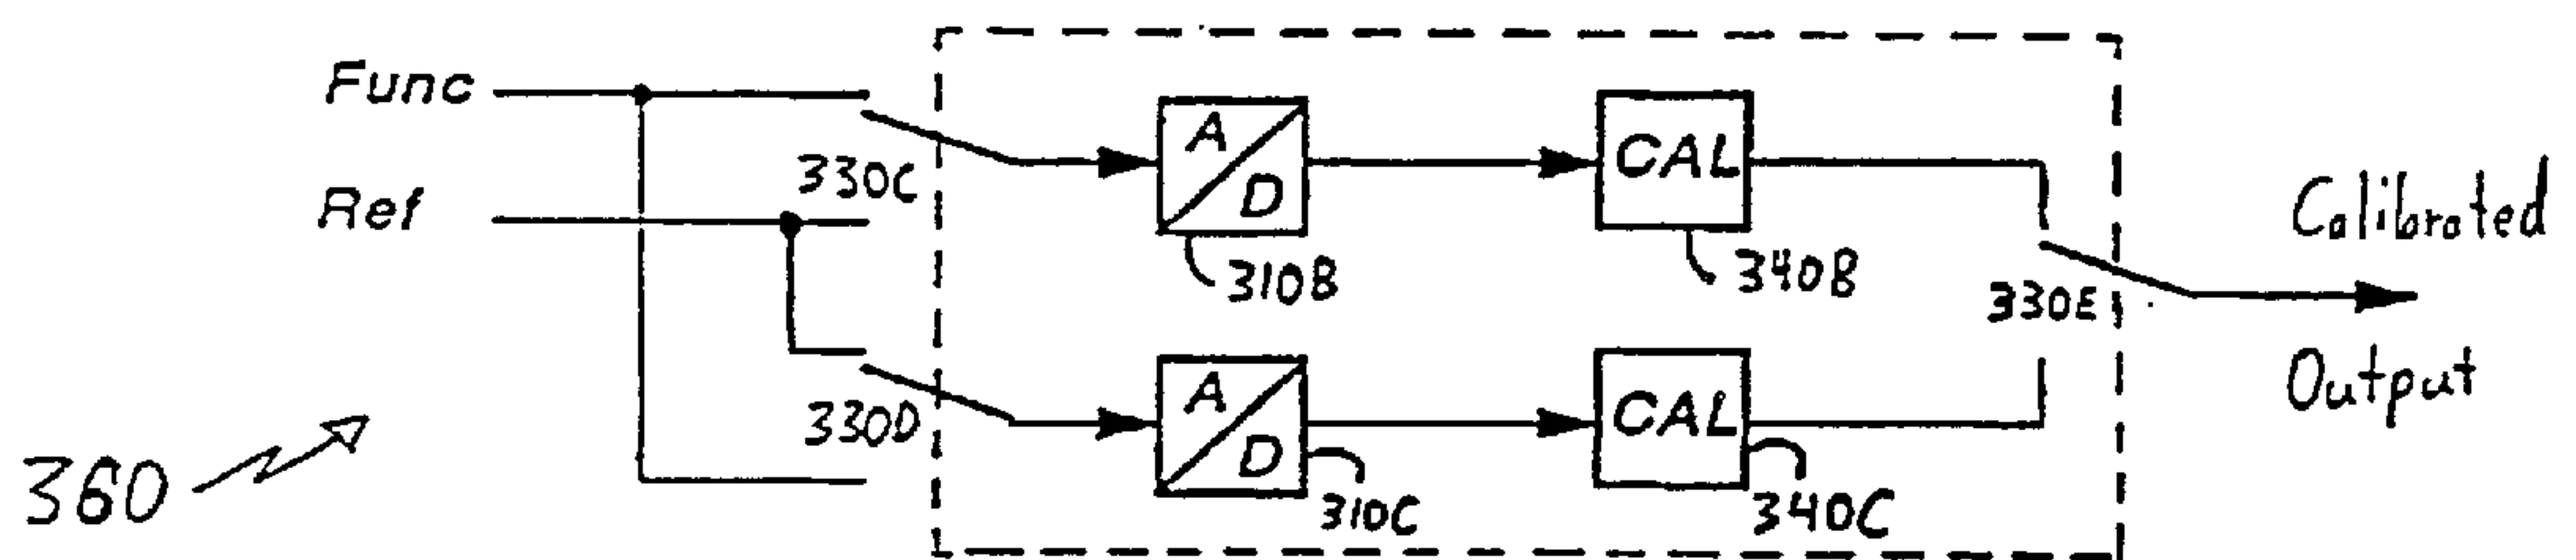 Func
330C
A
D
310B
CAL
340B
Ref
330E
Calibrated
Output
330D
A
D
310C
CAL
340C
360